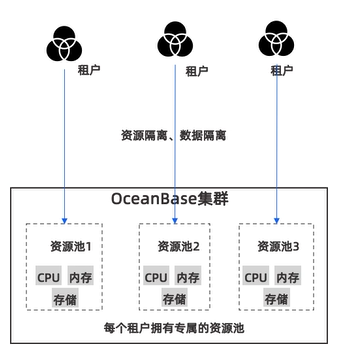 租户 租户 租户
资源隔离、数据隔离
OceanBase集群
资源池1 资源池2 资源池3
CPU 内存 CPU 内存 CPU 内存
存储 存储 存储
每个租户拥有专属的资源池